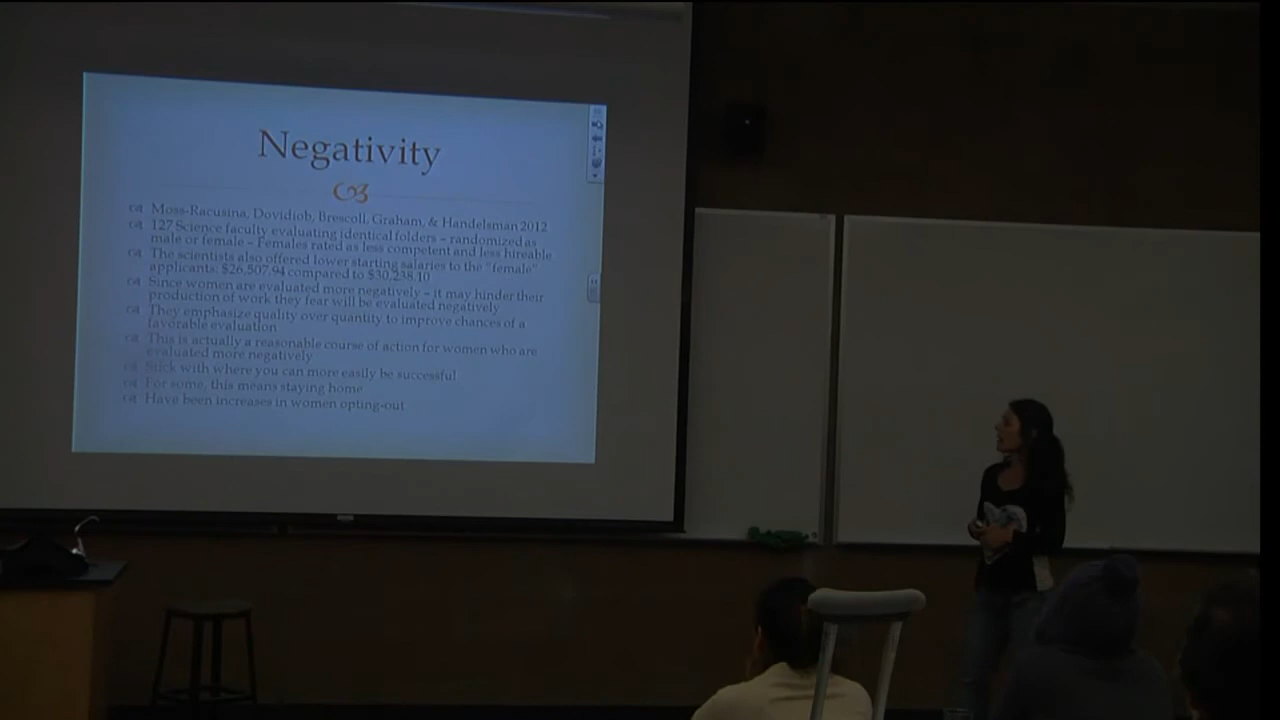 Negativity
Moss-Racusina, Dovidiob, Brescoll, Graham, & Handelsman 2012
127 Science faculty evaluating identical folders – randomized as
male or female – Females rated as less competent and less hireable
The scientists also offered lower starting salaries to the "female"
applicants: $26,507.94 compared to $30,238.10
Since women are evaluated more negatively – it may hinder their
production of work they fear will be evaluated negatively
They emphasize quality over quantity to improve chances of a
favorable evaluation
This is actually a reasonable course of action for women who are
evaluated more negatively
Stick with where you can more easily be successful
For some, this means staying home
Have been increases in women opting-out